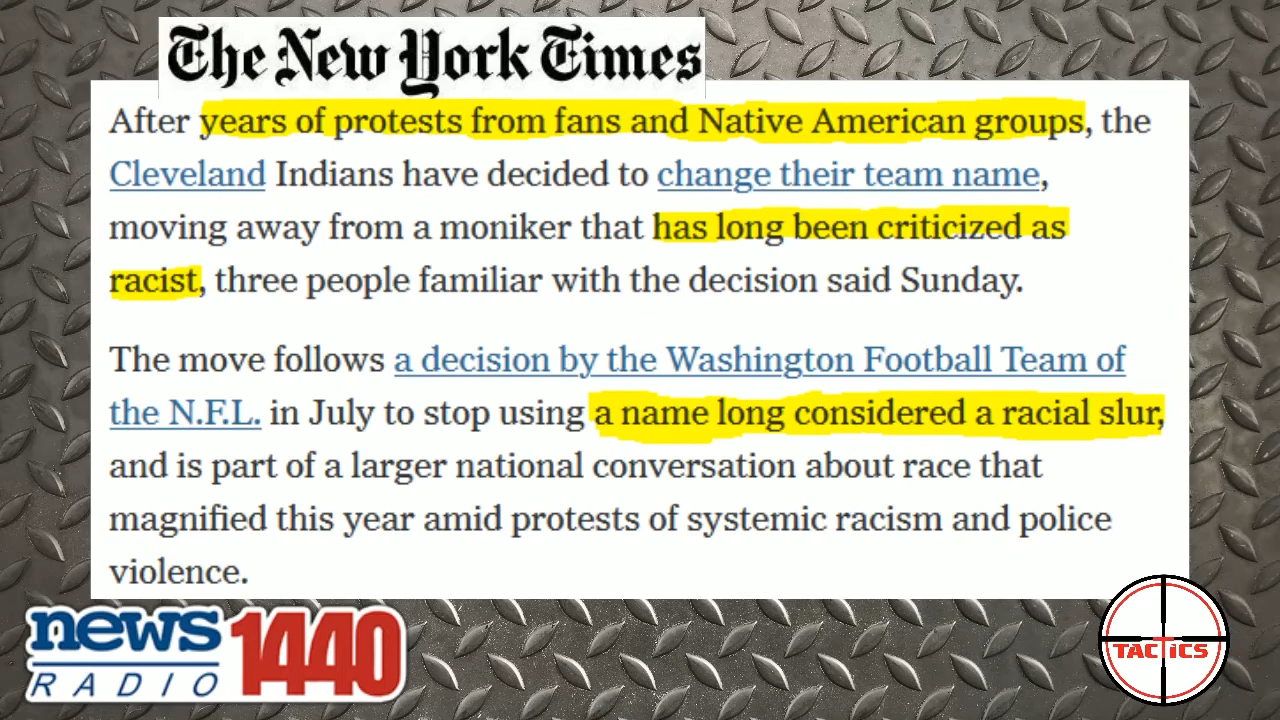 The New York Times
After years of protests from fans and Native American groups, the
Cleveland Indians have decided to change their team name,
moving away from a moniker that has long been criticized as
racist, three people familiar with the decision said Sunday.
The move follows a decision by the Washington Football Team of
the N.F.L. in July to stop using a name long considered a racial slur,
and is part of a larger national conversation about race that
magnified this year amid protests of systemic racism and police
violence.
news 1440
RADIO
TACTICS